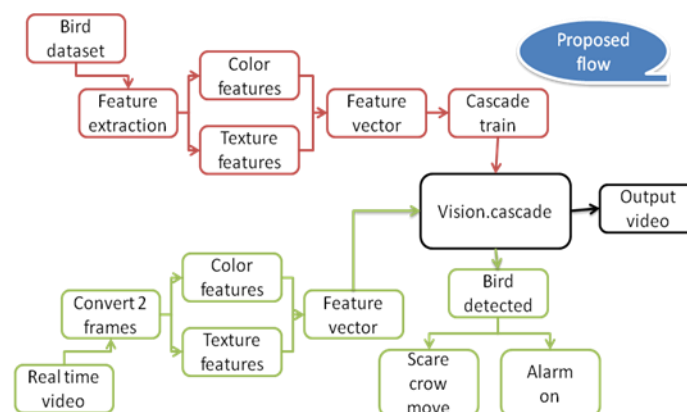 Bird
dataset
Proposed
flow
Color
features
Feature
extraction
Feature
vector
Cascade
train
Texture
features
Vision.cascade
Output
video
Color
features
Bird
detected
Convert 2
frames
Feature
vector
Texture
features
Real time
video
Scare
crow
move
Alarm
on